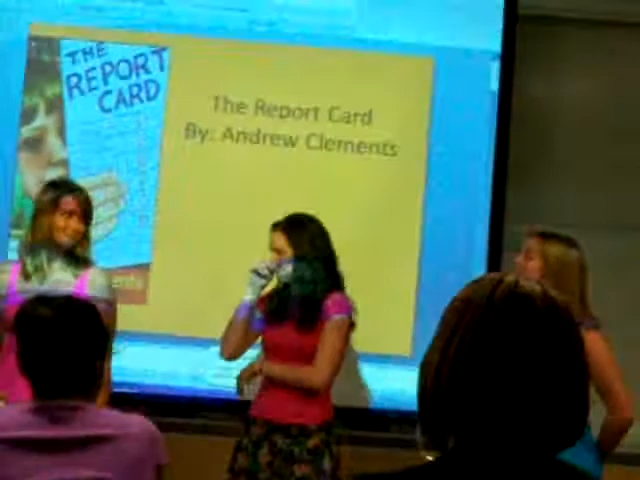 THE
REPORT
CARD
The Report Card
By: Andrew Clements